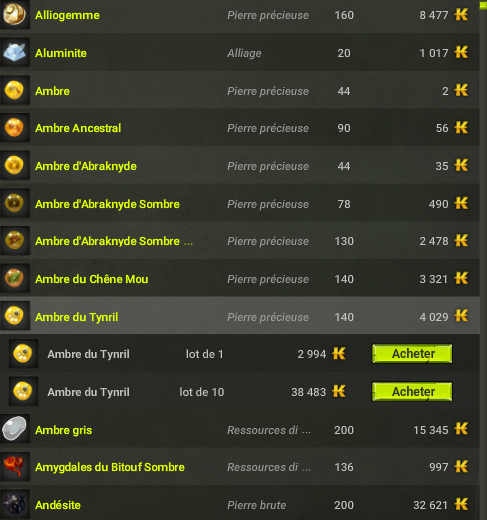 Alliogemme Pierre précieuse 160 8 477
Aluminite Alliage 20 1 017
Ambre Pierre précieuse 44 2
Ambre Ancestral Pierre précieuse 90 56
Ambre d'Abraknyde Pierre précieuse 44 35
Ambre d'Abraknyde Sombre Pierre précieuse 78 490
Ambre d'Abraknyde Sombre ... Pierre précieuse 130 2 478
Ambre du Chêne Mou Pierre précieuse 140 3 321
Ambre du Tynril Pierre précieuse 140 4 029
Ambre du Tynril lot de 1 2 994 Acheter
Ambre du Tynril lot de 10 38 483 Acheter
Ambre gris Ressources di ... 200 15 345
Amygdales du Bitouf Sombre Ressources di ... 136 997
Andésite Pierre brute 200 32 621